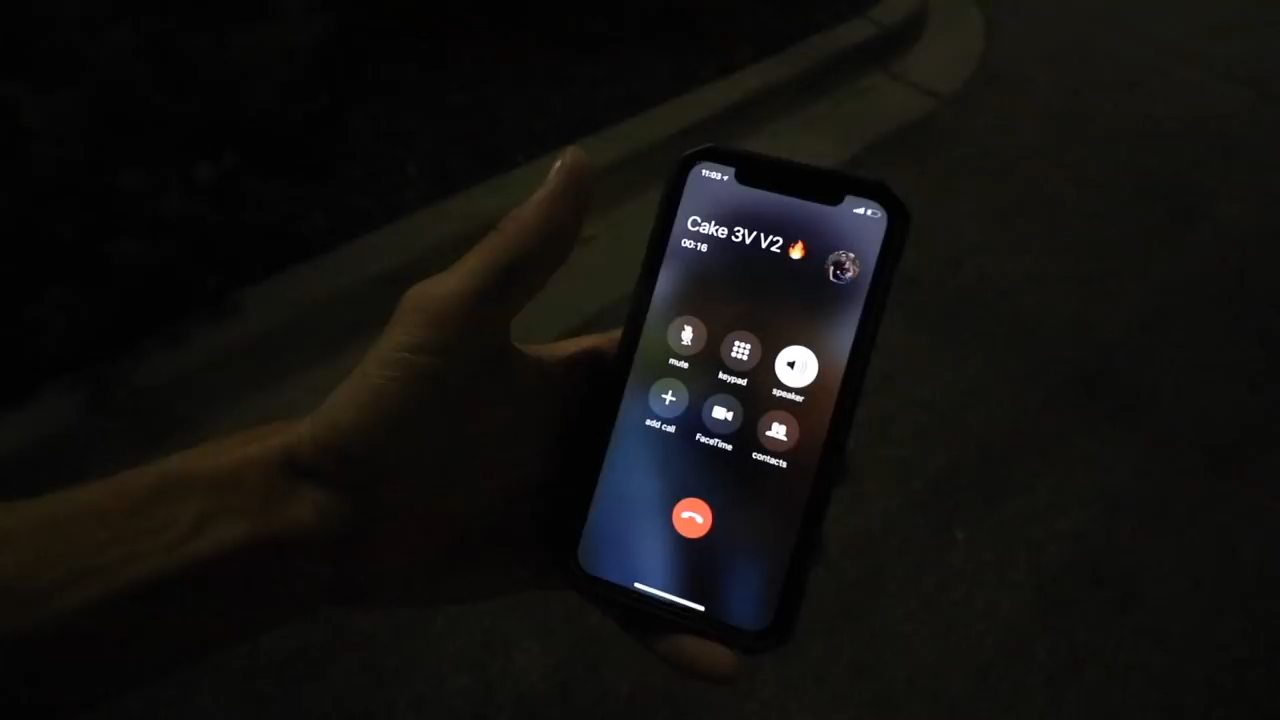 11:03
Cake 3V V2 🔥
00:16
mute keypad speaker
add call FaceTime contacts